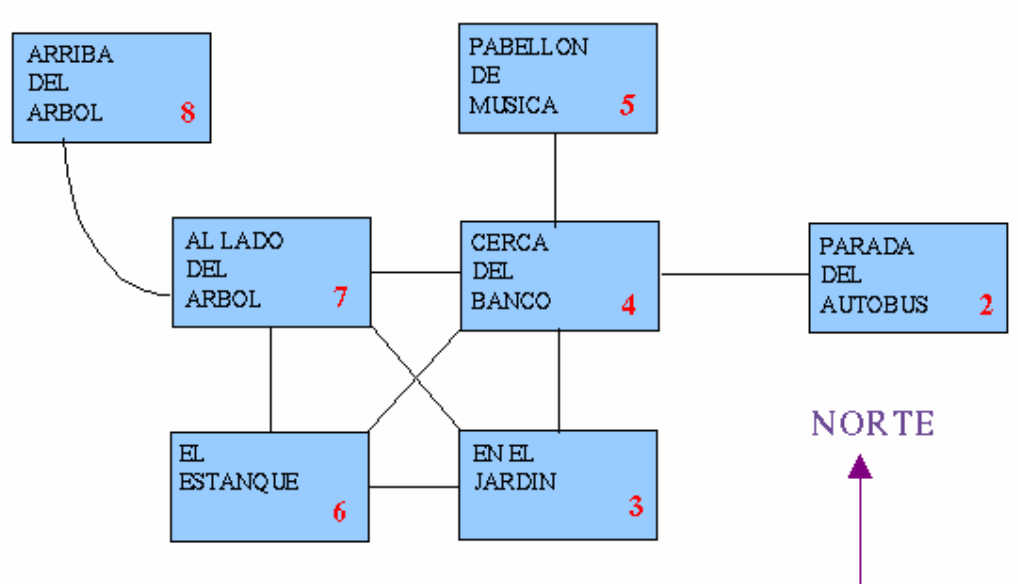 ARRIBA
DEL
ARBOL 8
PABELLON
DE
MUSICA 5
AL LADO
DEL
ARBOL 7
CERCA
DEL
BANCO 4
PARADA
DEL
AUTOBUS 2
EL
ESTANQUE
6
EN EL
JARDIN
3
NORTE